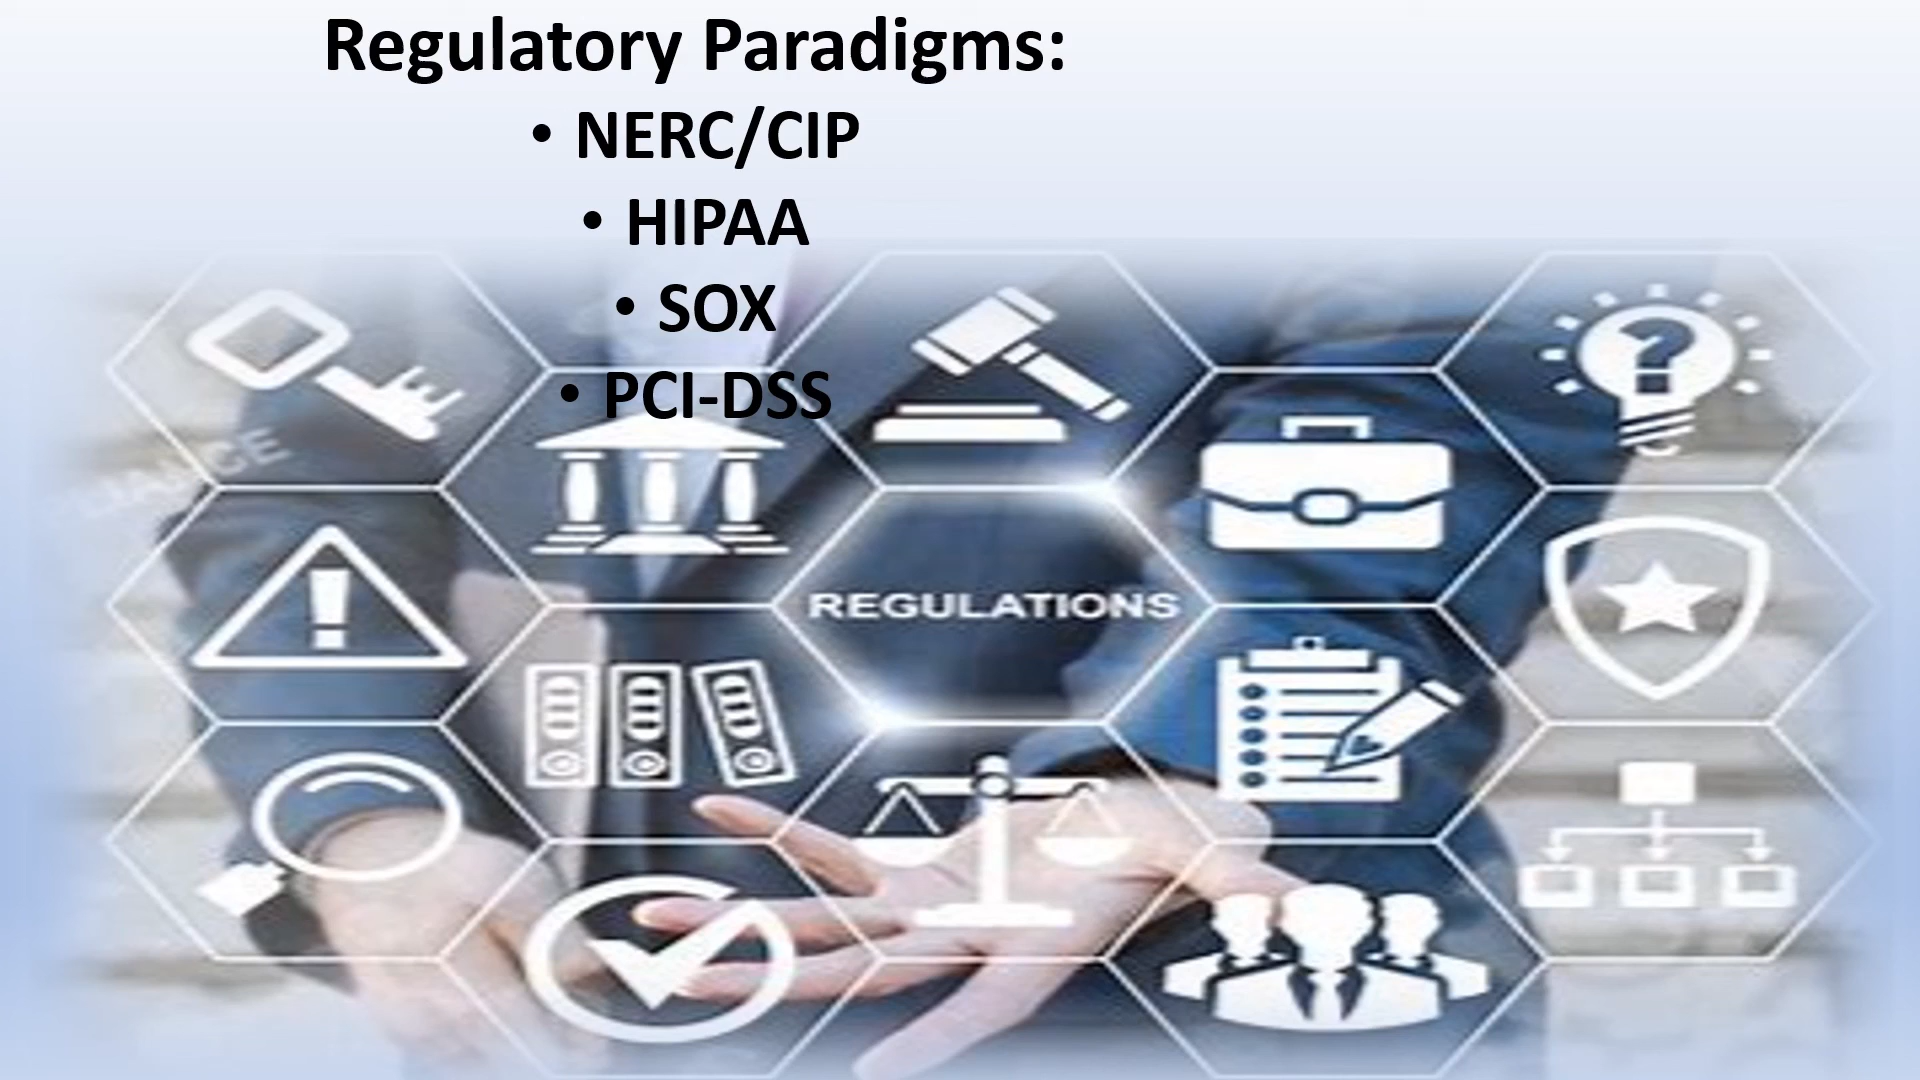 Regulatory Paradigms:
• NERC/CIP
• HIPAA
• SOX
• PCI-DSS
REGULATIONS